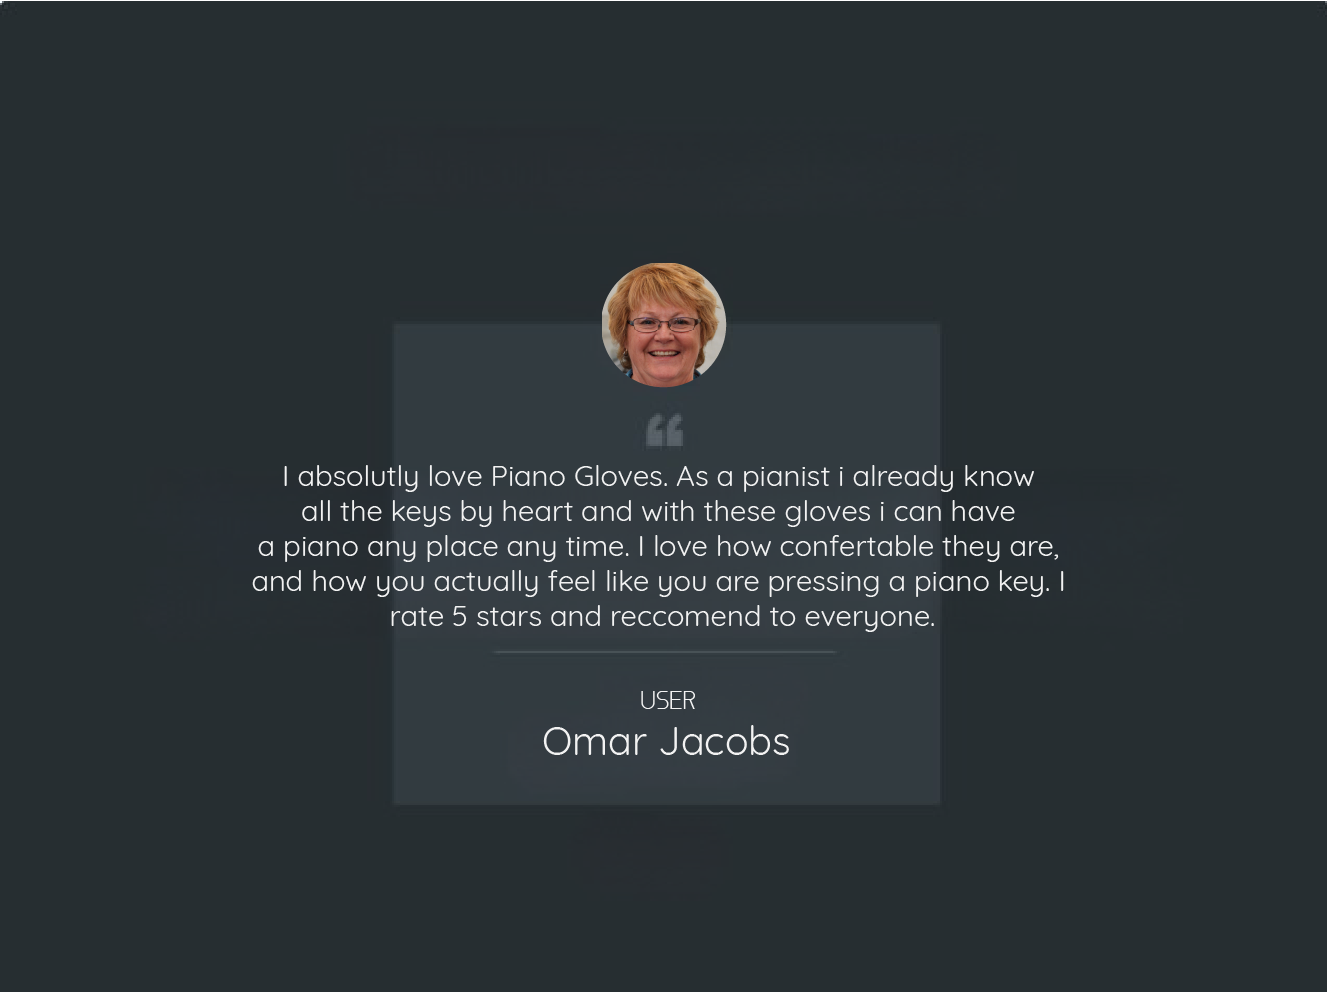 “
I absolutly love Piano Gloves. As a pianist i already know
all the keys by heart and with these gloves i can have
a piano any place any time. I love how confertable they are,
and how you actually feel like you are pressing a piano key. I
rate 5 stars and reccomend to everyone.
USER
Omar Jacobs